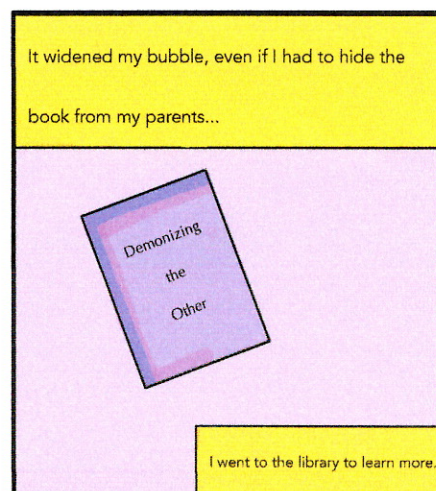 It widened my bubble, even if I had to hide the
book from my parents...
Demonizing
the
Other
I went to the library to learn more.